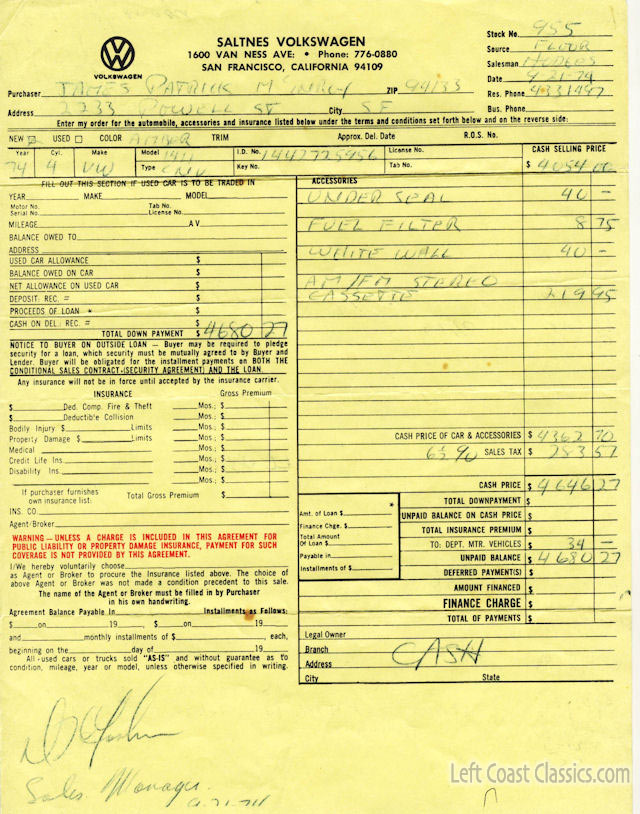 SALTNES VOLKSWAGEN
1600 VAN NESS AVE: • Phone: 776-0880
SAN FRANCISCO, CALIFORNIA 94109
VOLKSWAGEN
Stock No. 955
Source FLOOR
Salesman HODGES
Date 9-21-74
Purchaser JAMES PATRICK ZIP 94133
Res. Phone 4331497
Address 2233 POWELL ST City SF
Bus. Phone
Enter my order for the automobile, accessories and insurance listed below under the terms and conditions set forth below and on the reverse side:
NEW USED COLOR TRIM Approx. Del. Date R.O.S. No.
Year Cyl. Make Model I.D. No. 1442725956 License No. CASH SELLING PRICE
74 4 VW Type Key No. Tab No. $ 4054 00
FILL OUT THIS SECTION IF USED CAR IS TO BE TRADED IN
YEAR MAKE MODEL
Motor No. Tab No.
Serial No. License No.
MILEAGE A V
BALANCE OWED TO
ADDRESS
USED CAR ALLOWANCE $
BALANCE OWED ON CAR $
NET ALLOWANCE ON USED CAR $
DEPOSIT: REC. # $
PROCEEDS OF LOAN * $
CASH ON DEL.: REC. # $
TOTAL DOWN PAYMENT $ 4680 27
NOTICE TO BUYER ON OUTSIDE LOAN — Buyer may be required to pledge
security for a loan, which security must be mutually agreed to by Buyer and
Lender. Buyer will be obligated for the installment payments on BOTH THE
CONDITIONAL SALES CONTRACT-(SECURITY AGREEMENT) AND THE LOAN.
Any insurance will not be in force until accepted by the insurance carrier.
INSURANCE Gross Premium
$ Ded. Comp. Fire & Theft Mos.; $
$ Deductible Collision Mos.; $
Bodily Injury $ Limits Mos.; $
Property Damage $ Limits Mos.; $
Medical Mos.; $
Credit Life Ins. Mos.; $
Disability Ins. Mos.; $
If purchaser furnishes
own insurance list: Total Gross Premium $
INS. CO.
Agent-Broker
WARNING — UNLESS A CHARGE IS INCLUDED IN THIS AGREEMENT FOR
PUBLIC LIABILITY OR PROPERTY DAMAGE INSURANCE, PAYMENT FOR SUCH
COVERAGE IS NOT PROVIDED BY THIS AGREEMENT.
I/We hereby voluntarily choose
as Agent or Broker to procure the Insurance listed above. The choice of
above Agent or Broker was not made a condition precedent to this sale.
The name of the Agent or Broker must be filled in by Purchaser
in his own handwriting.
Agreement Balance Payable in Installments as Follows:
$ on 19 , $ on 19
and monthly installments of $ each,
beginning on the day of 19
All used cars or trucks sold "AS-IS" and without guarantee as to
condition, mileage, year or model, unless otherwise specified in writing.
ACCESSORIES
UNDER SEAL 40 —
FUEL FILTER 8 75
WHITE WALL 40 —
AM/FM STEREO
CASSETTE 219 95
CASH PRICE OF CAR & ACCESSORIES $ 4362 70
6½% SALES TAX $ 283 57
CASH PRICE $ 4646 27
TOTAL DOWNPAYMENT $
UNPAID BALANCE ON CASH PRICE $
TOTAL INSURANCE PREMIUM $
TO: DEPT. MTR. VEHICLES $ 34 —
UNPAID BALANCE $ 4680 27
DEFERRED PAYMENT(S) $
AMOUNT FINANCED $
FINANCE CHARGE $
TOTAL OF PAYMENTS $
*
Amt. of Loan $
Finance Chge. $
Total Amount
Of Loan $
Payable in
Installments of $
Legal Owner
Branch CASH
Address
City State
Sales Manager
9-21-74
Left Coast Classics.com